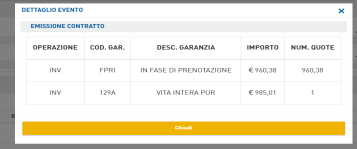 DETTAGLIO EVENTO ×
EMISSIONE CONTRATTO
OPERAZIONE COD. GAR. DESC. GARANZIA IMPORTO NUM. QUOTE
INV FPRI IN FASE DI PRENOTAZIONE € 960,38 960,38
INV 129A VITA INTERA PUR € 985,01 1
Chiudi